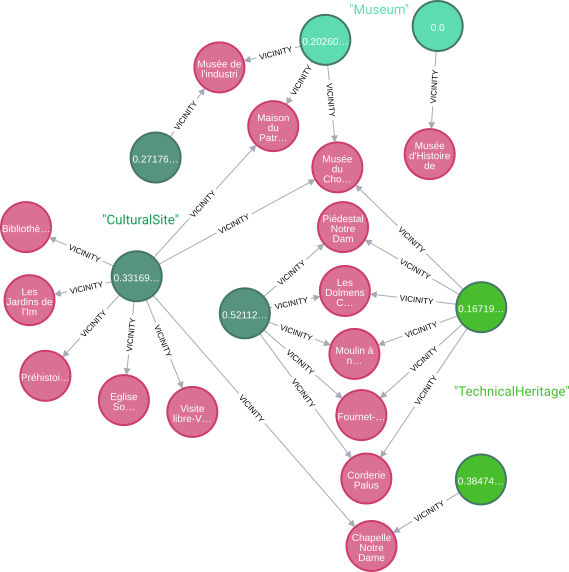 "Museum"
0.20260…
0.0
VICINITY
Musée de
l'industri
VICINITY
VICINITY
VICINITY
VICINITY
Maison
du
Patr…
0.27176…
Musée
du
Cho…
Musée
d'Histoire
de
VICINITY
VICINITY
VICINITY
"CulturalSite"
Bibliothè…
Piédestal
Notre
Dam
VICINITY
VICINITY
VICINITY
VICINITY
0.33169…
Les
Jardins de
l'Im
VICINITY
Les
Dolmens
C…
VICINITY
VICINITY
0.52112…
0.16719…
VICINITY
VICINITY
VICINITY
VICINITY
VICINITY
Moulin à
n…
VICINITY
VICINITY
Préhistoi…
VICINITY
VICINITY
"TechnicalHeritage"
Eglise
So…
Visite
libre-V…
VICINITY
Fournet-…
Corderie
Palus
0.38474…
VICINITY
Chapelle
Notre
Dame